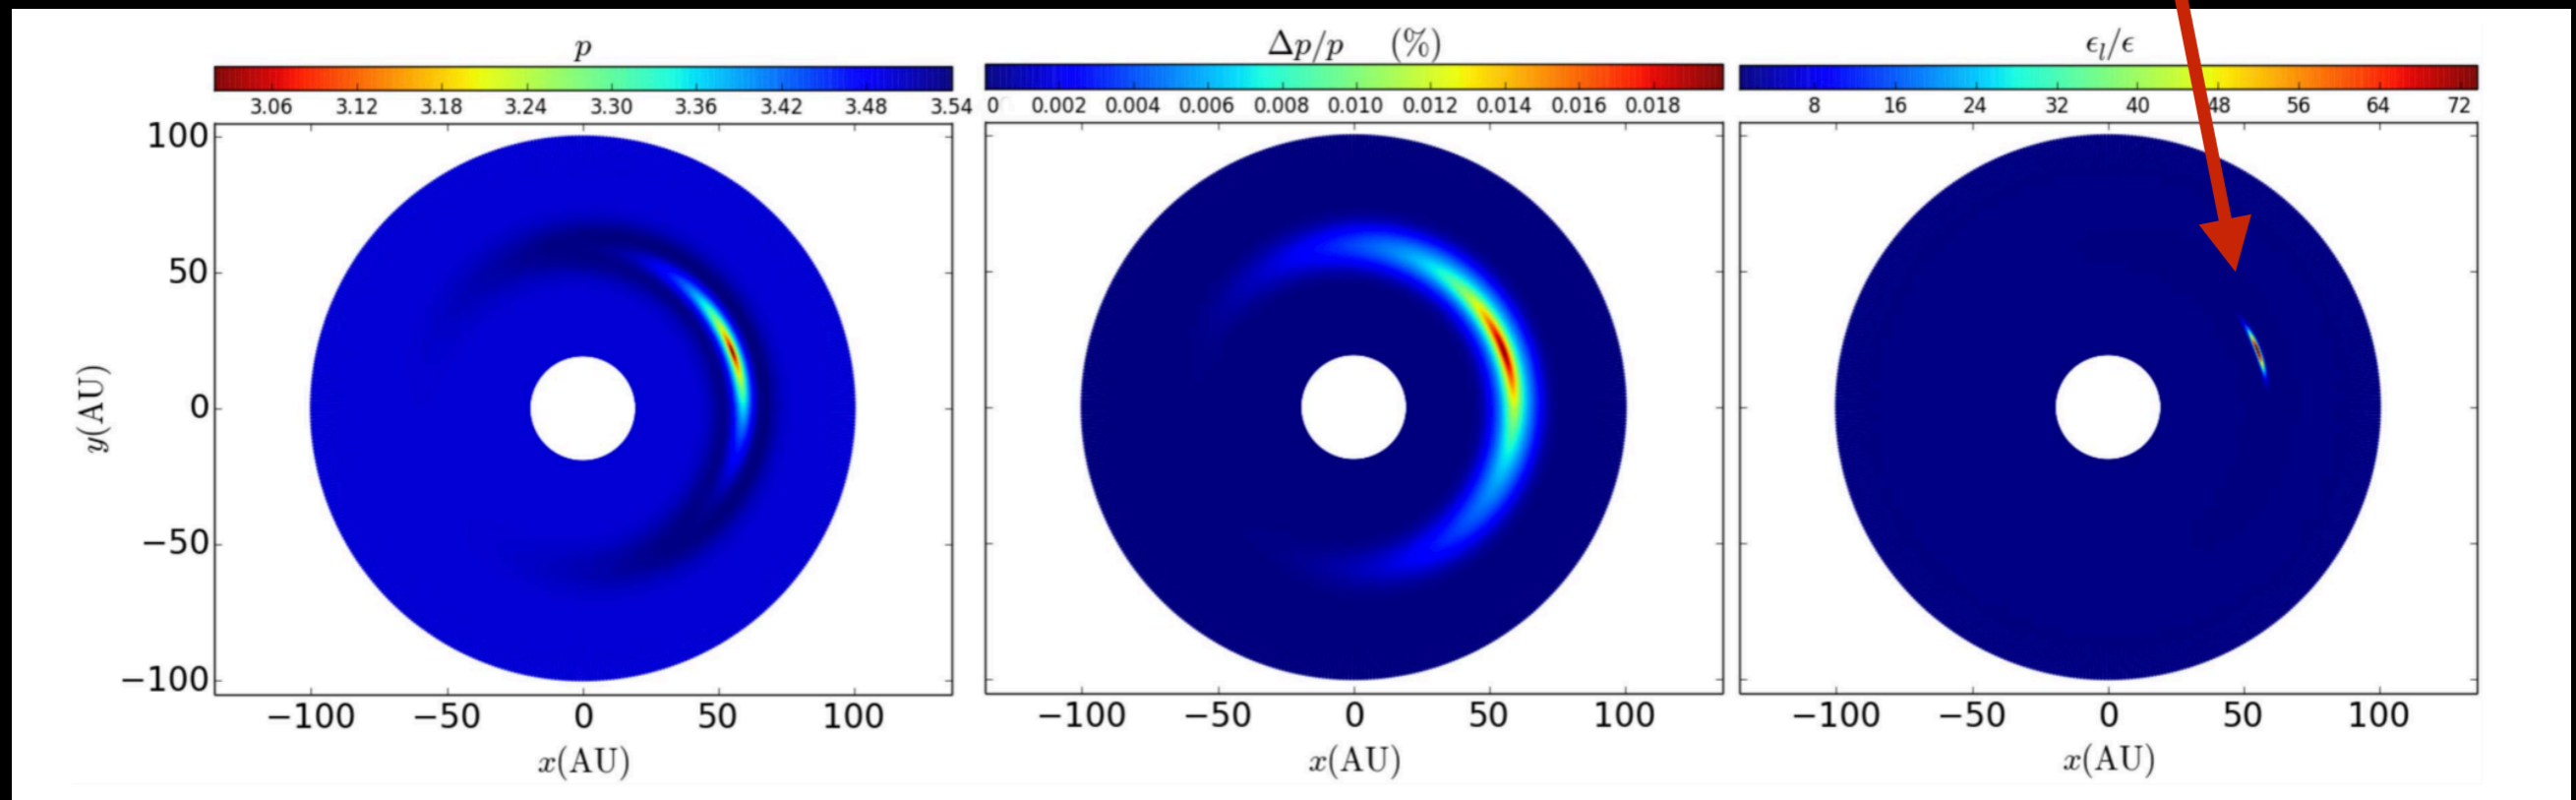 p
3.06 3.12 3.18 3.24 3.30 3.36 3.42 3.48 3.54
100
50
0
−50
−100
y(AU)
−100 −50 0 50 100
x(AU)
Δp/p (%)
0 0.002 0.004 0.006 0.008 0.010 0.012 0.014 0.016 0.018
−100 −50 0 50 100
x(AU)
ϵl/ϵ
8 16 24 32 40 48 56 64 72
−100 −50 0 50 100
x(AU)